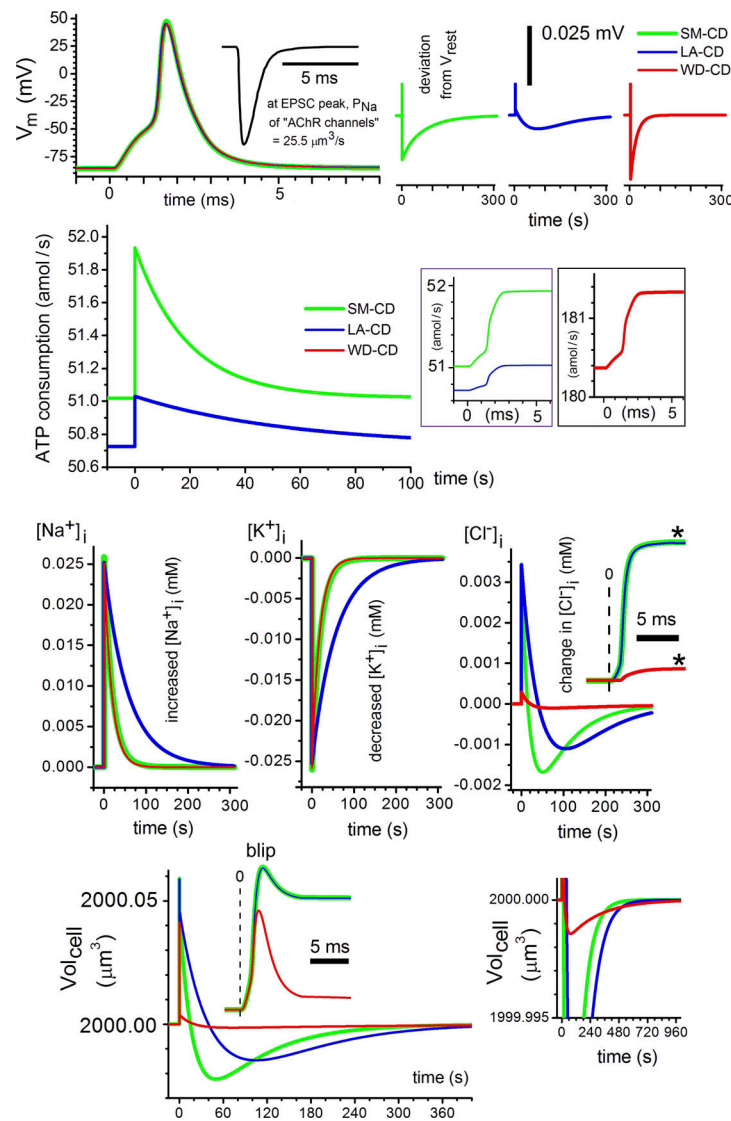 50
25
0
-25
-50
-75
V_m (mV)
0
5
time (ms)
5 ms
at EPSC peak, P_Na
of "AChR channels"
= 25.5 μm³/s
deviation
from V_rest
0.025 mV
SM-CD
LA-CD
WD-CD
0 300
0 300
0 300
time (s)
52.0
51.8
51.6
51.4
51.2
51.0
50.8
50.6
ATP consumption (amol/s)
SM-CD
LA-CD
WD-CD
0 20 40 60 80 100
time (s)
52
51
(amol/s)
0 (ms) 5
181
180
(amol/s)
0 (ms) 5
[Na⁺]i
0.025
0.020
0.015
0.010
0.005
0.000
increased [Na⁺]i (mM)
0 100 200 300
time (s)
[K⁺]i
0.000
-0.005
-0.010
-0.015
-0.020
-0.025
decreased [K⁺]i (mM)
0 100 200 300
time (s)
[Cl⁻]i
0.003
0.002
0.001
0.000
-0.001
-0.002
change in [Cl⁻]i (mM)
0
*
5 ms
*
0 100 200 300
time (s)
blip
0
5 ms
2000.05
2000.00
Vol_cell
(μm³)
time (s)
0 60 120 180 240 300 360
2000.000
1999.995
Vol_cell
(μm³)
0 240 480 720 960
time (s)